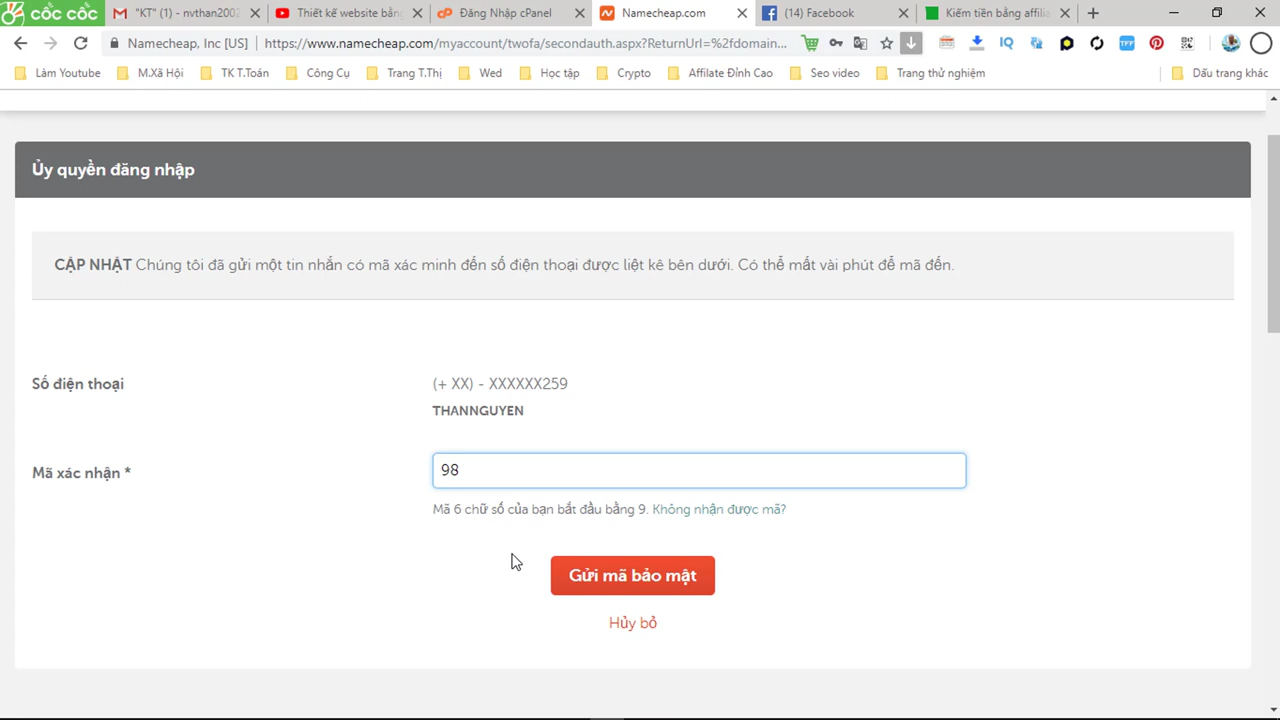 cốc cốc
"KT" (1) - nvthan2002
Thiết kế website bằng
Đăng Nhập cPanel
Namecheap.com
(14) Facebook
Kiếm tiền bằng affilia
Namecheap, Inc [US]
https://www.namecheap.com/myaccount/twofa/secondauth.aspx?ReturnUrl=%2fdomain...
Làm Youtube
M.Xã Hội
TK T.Toán
Công Cụ
Trang T.Thị
Wed
Học tập
Crypto
Affilate Đỉnh Cao
Seo video
Trang thử nghiệm
Dấu trang khác
Ủy quyền đăng nhập
CẬP NHẬT Chúng tôi đã gửi một tin nhắn có mã xác minh đến số điện thoại được liệt kê bên dưới. Có thể mất vài phút để mã đến.
Số điện thoại
(+ XX) - XXXXXX259
THANNGUYEN
Mã xác nhận *
98
Mã 6 chữ số của bạn bắt đầu bằng 9. Không nhận được mã?
Gửi mã bảo mật
Hủy bỏ